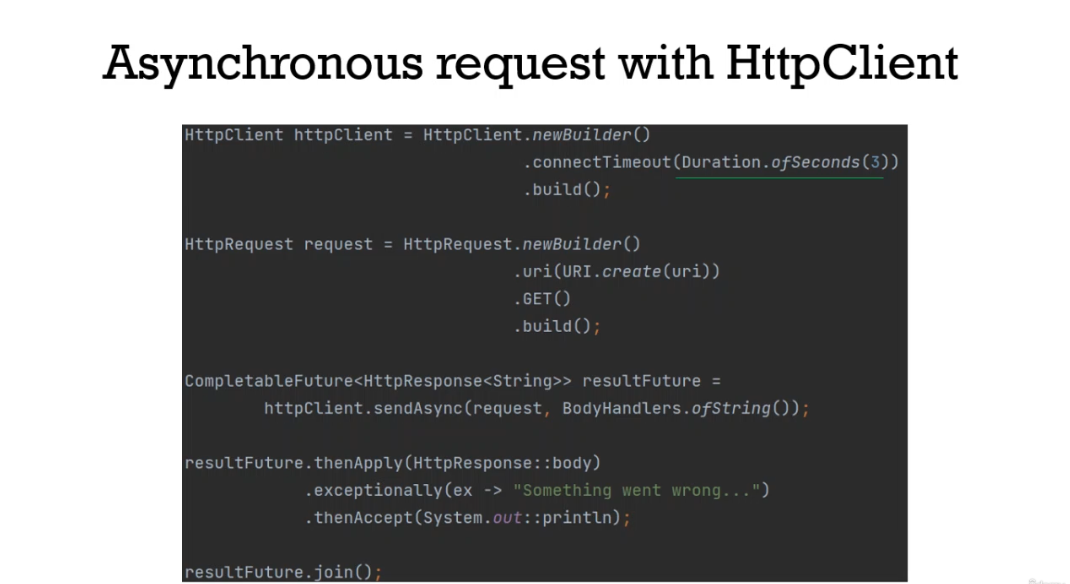 Asynchronous request with HttpClient
HttpClient httpClient = HttpClient.newBuilder()
.connectTimeout(Duration.ofSeconds(3))
.build();
HttpRequest request = HttpRequest.newBuilder()
.uri(URI.create(uri))
.GET()
.build();
CompletableFuture<HttpResponse<String>> resultFuture =
httpClient.sendAsync(request, BodyHandlers.ofString());
resultFuture.thenApply(HttpResponse::body)
.exceptionally(ex -> "Something went wrong...")
.thenAccept(System.out::println);
resultFuture.join();